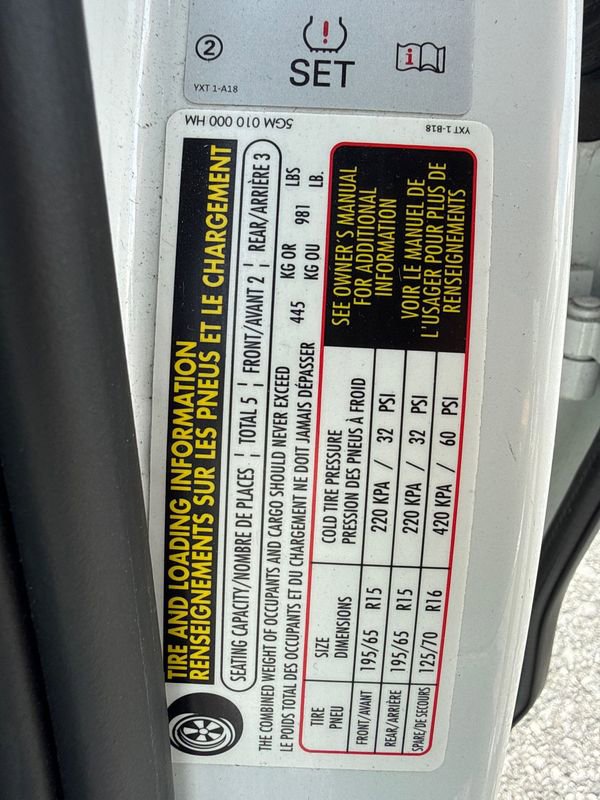 2
SET
i
YXT 1-A18
5GM 010 000 HM
YXT 1-B18
TIRE AND LOADING INFORMATION
RENSEIGNEMENTS SUR LES PNEUS ET LE CHARGEMENT
SEATING CAPACITY/NOMBRE DE PLACES ¦ TOTAL 5 ¦ FRONT/AVANT 2 ¦ REAR/ARRIÈRE 3
THE COMBINED WEIGHT OF OCCUPANTS AND CARGO SHOULD NEVER EXCEED 445 KG OR 981 LBS
LE POIDS TOTAL DES OCCUPANTS ET DU CHARGEMENT NE DOIT JAMAIS DÉPASSER KG OU LB.
TIRE SIZE COLD TIRE PRESSURE
PNEU DIMENSIONS PRESSION DES PNEUS À FROID
FRONT/AVANT 195/65 R15 220 KPA / 32 PSI
REAR/ARRIÈRE 195/65 R15 220 KPA / 32 PSI
SPARE/DE SECOURS 125/70 R16 420 KPA / 60 PSI
SEE OWNER'S MANUAL
FOR ADDITIONAL
INFORMATION
VOIR LE MANUEL DE
L'USAGER POUR PLUS DE
RENSEIGNEMENTS